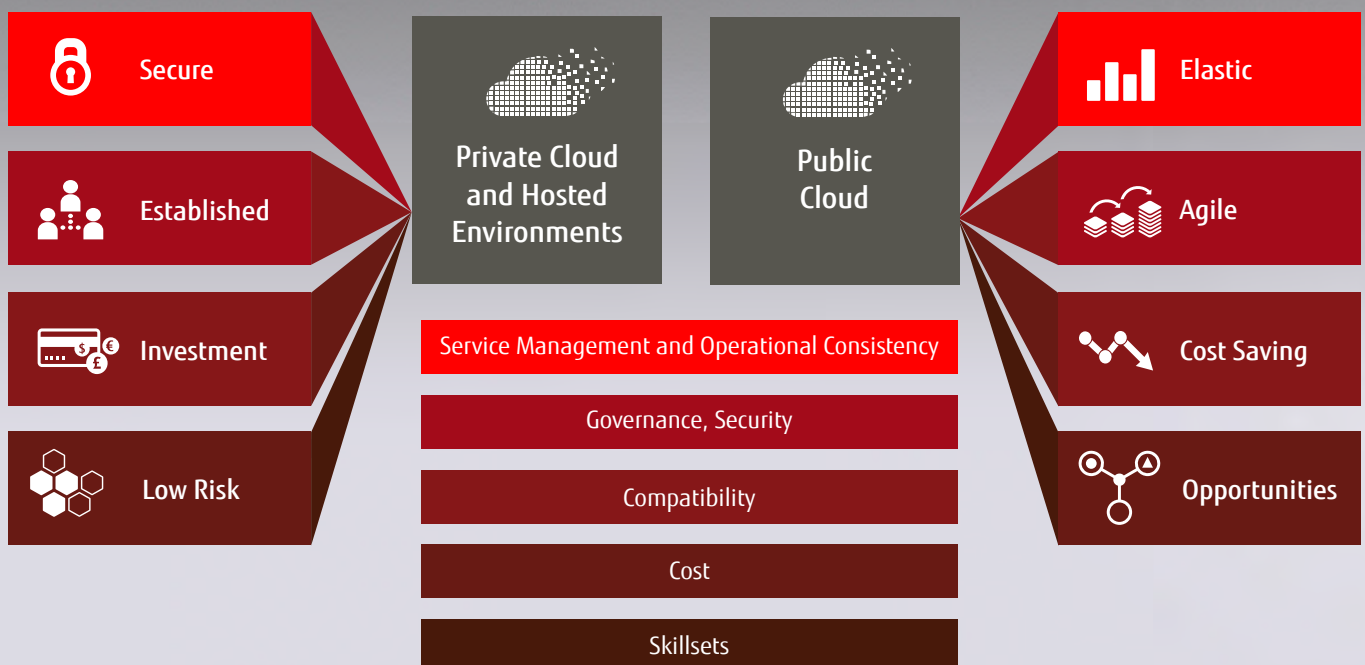 Secure
Established
Investment
$
€
£
Low Risk
Private Cloud
and Hosted
Environments
Public
Cloud
Service Management and Operational Consistency
Governance, Security
Compatibility
Cost
Skillsets
Elastic
Agile
Cost Saving
Opportunities